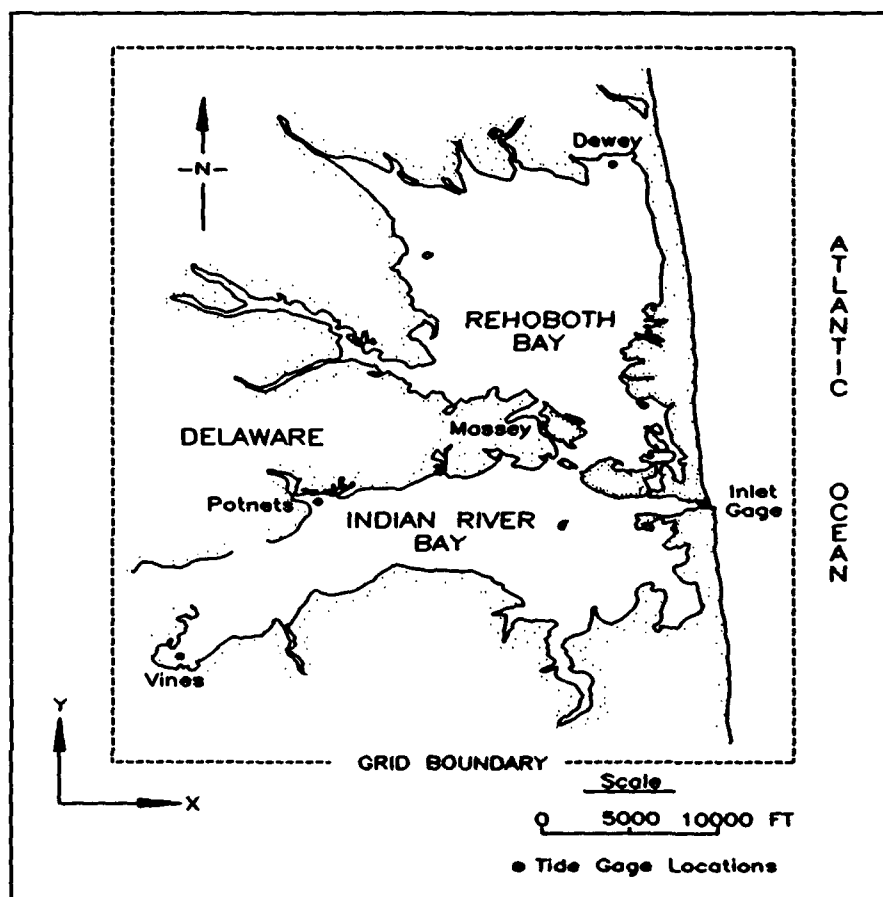 -N-
Dewey
REHOBOTH
BAY
ATLANTIC
OCEAN
Massey
DELAWARE
Potnets
INDIAN RIVER
BAY
Inlet
Gage
Vines
Y
X
GRID BOUNDARY
Scale
0 5000 10000 FT
Tide Gage Locations